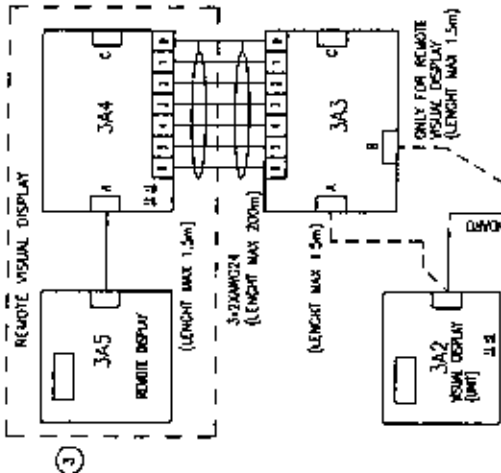 REMOTE VISUAL DISPLAY
3A4
C
A
3A5
REMOTE DISPLAY
(LENGHT MAX 1.5m)
3x2XAWG24
(LENGHT MAX 200m)
3A3
A
B
C
(LENGHT MAX 1.5m)
ONLY FOR REMOTE
VISUAL DISPLAY
(LENGHT MAX 1.5m)
3A2
VISUAL DISPLAY
(UNIT)
3